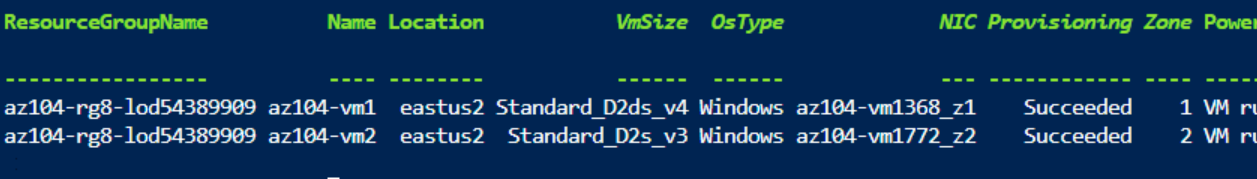 ResourceGroupName Name Location VmSize OsType NIC Provisioning Zone Power
----------------- ---- -------- ------ ------ --- ------------ ---- -----
az104-rg8-lod54389909 az104-vm1 eastus2 Standard_D2ds_v4 Windows az104-vm1368_z1 Succeeded 1 VM ru
az104-rg8-lod54389909 az104-vm2 eastus2 Standard_D2s_v3 Windows az104-vm1772_z2 Succeeded 2 VM ru